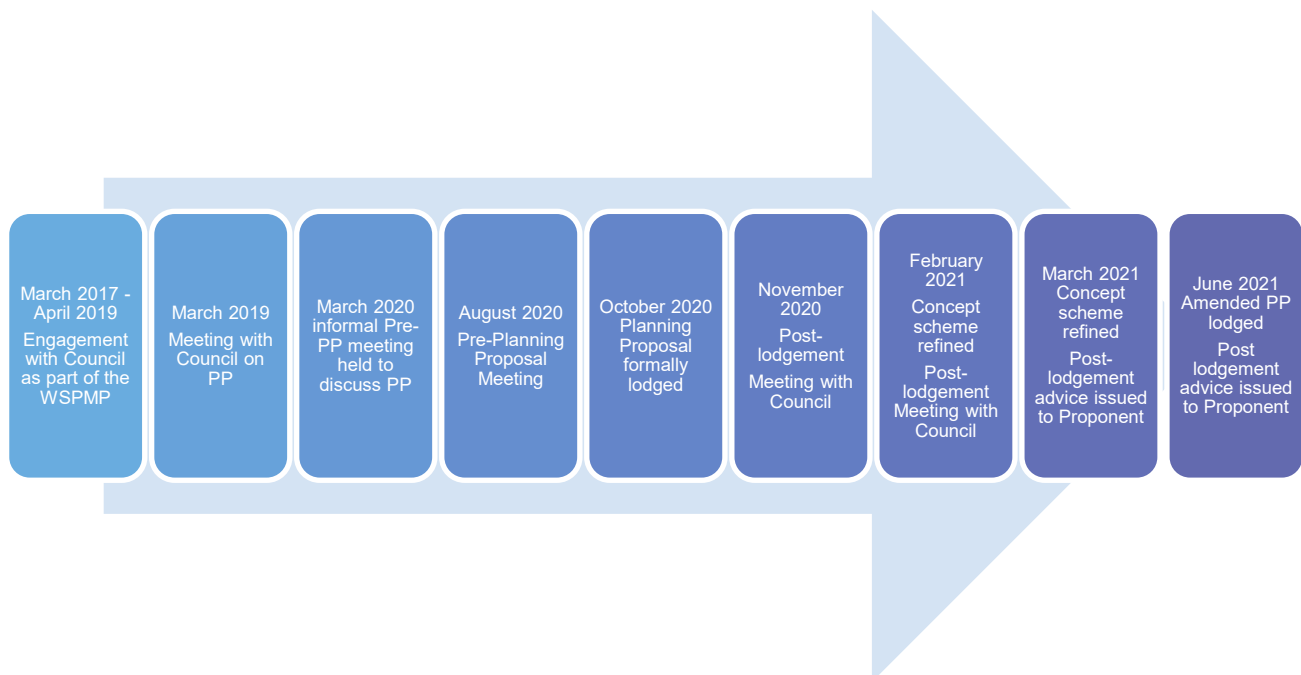 March 2017 -
April 2019
Engagement
with Council
as part of the
WSPMP
March 2019
Meeting with
Council on
PP
March 2020
informal Pre-
PP meeting
held to
discuss PP
August 2020
Pre-Planning
Proposal
Meeting
October 2020
Planning
Proposal
formally
lodged
November
2020
Post-
lodgement
Meeting with
Council
February
2021
Concept
scheme
refined
Post-
lodgement
Meeting with
Council
March 2021
Concept
scheme
refined
Post-
lodgement
advice issued
to Proponent
June 2021
Amended PP
lodged
Post
lodgement
advice issued
to Proponent